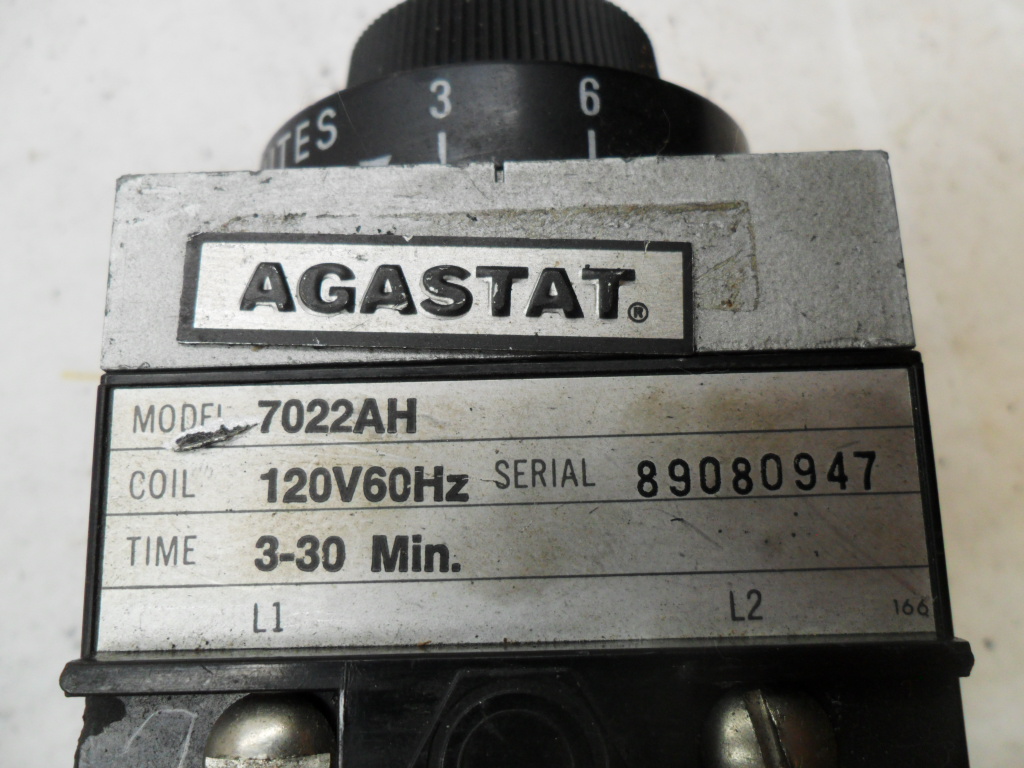 3 6
AGASTAT®
MODEL 7022AH
COIL 120V60Hz SERIAL 89080947
TIME 3-30 Min.
L1 L2 166